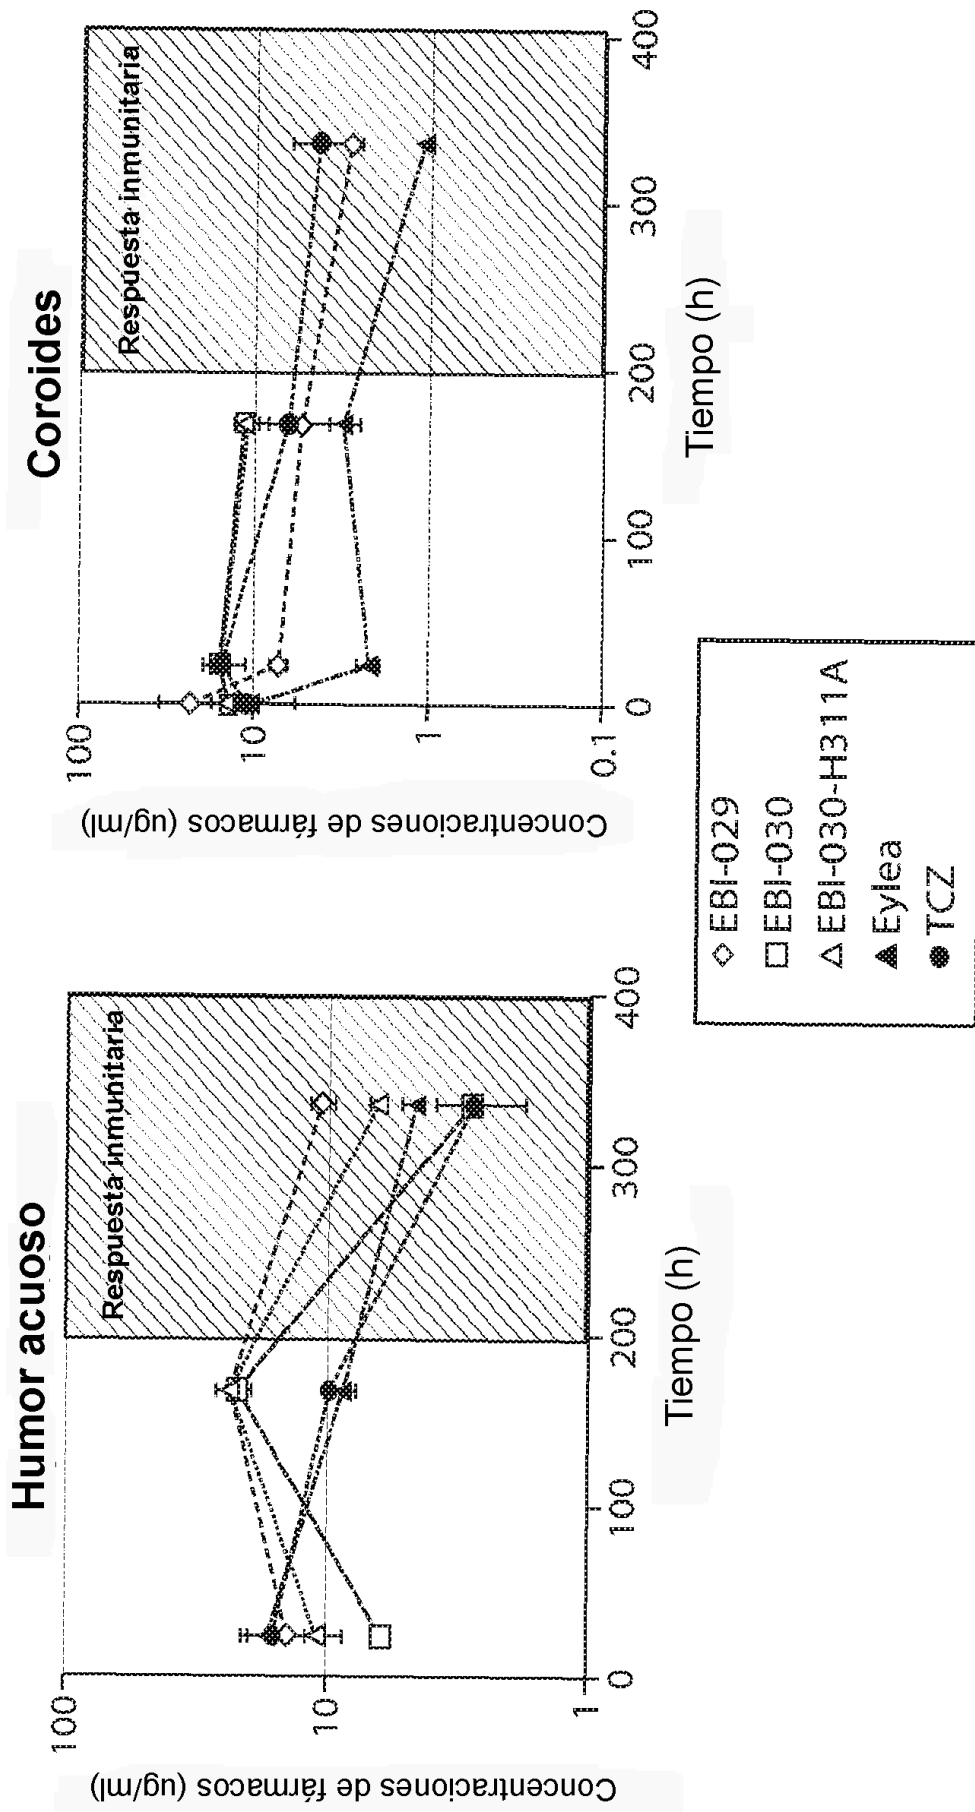 Humor acuoso
Concentraciones de fármacos (ug/ml)
100
10
1
Respuesta inmunitaria
0
100
200
300
400
Tiempo (h)
Coroides
Concentraciones de fármacos (ug/ml)
100
10
1
0.1
Respuesta inmunitaria
0
100
200
300
400
Tiempo (h)
EBI-029
EBI-030
EBI-030-H311A
Eylea
TCZ